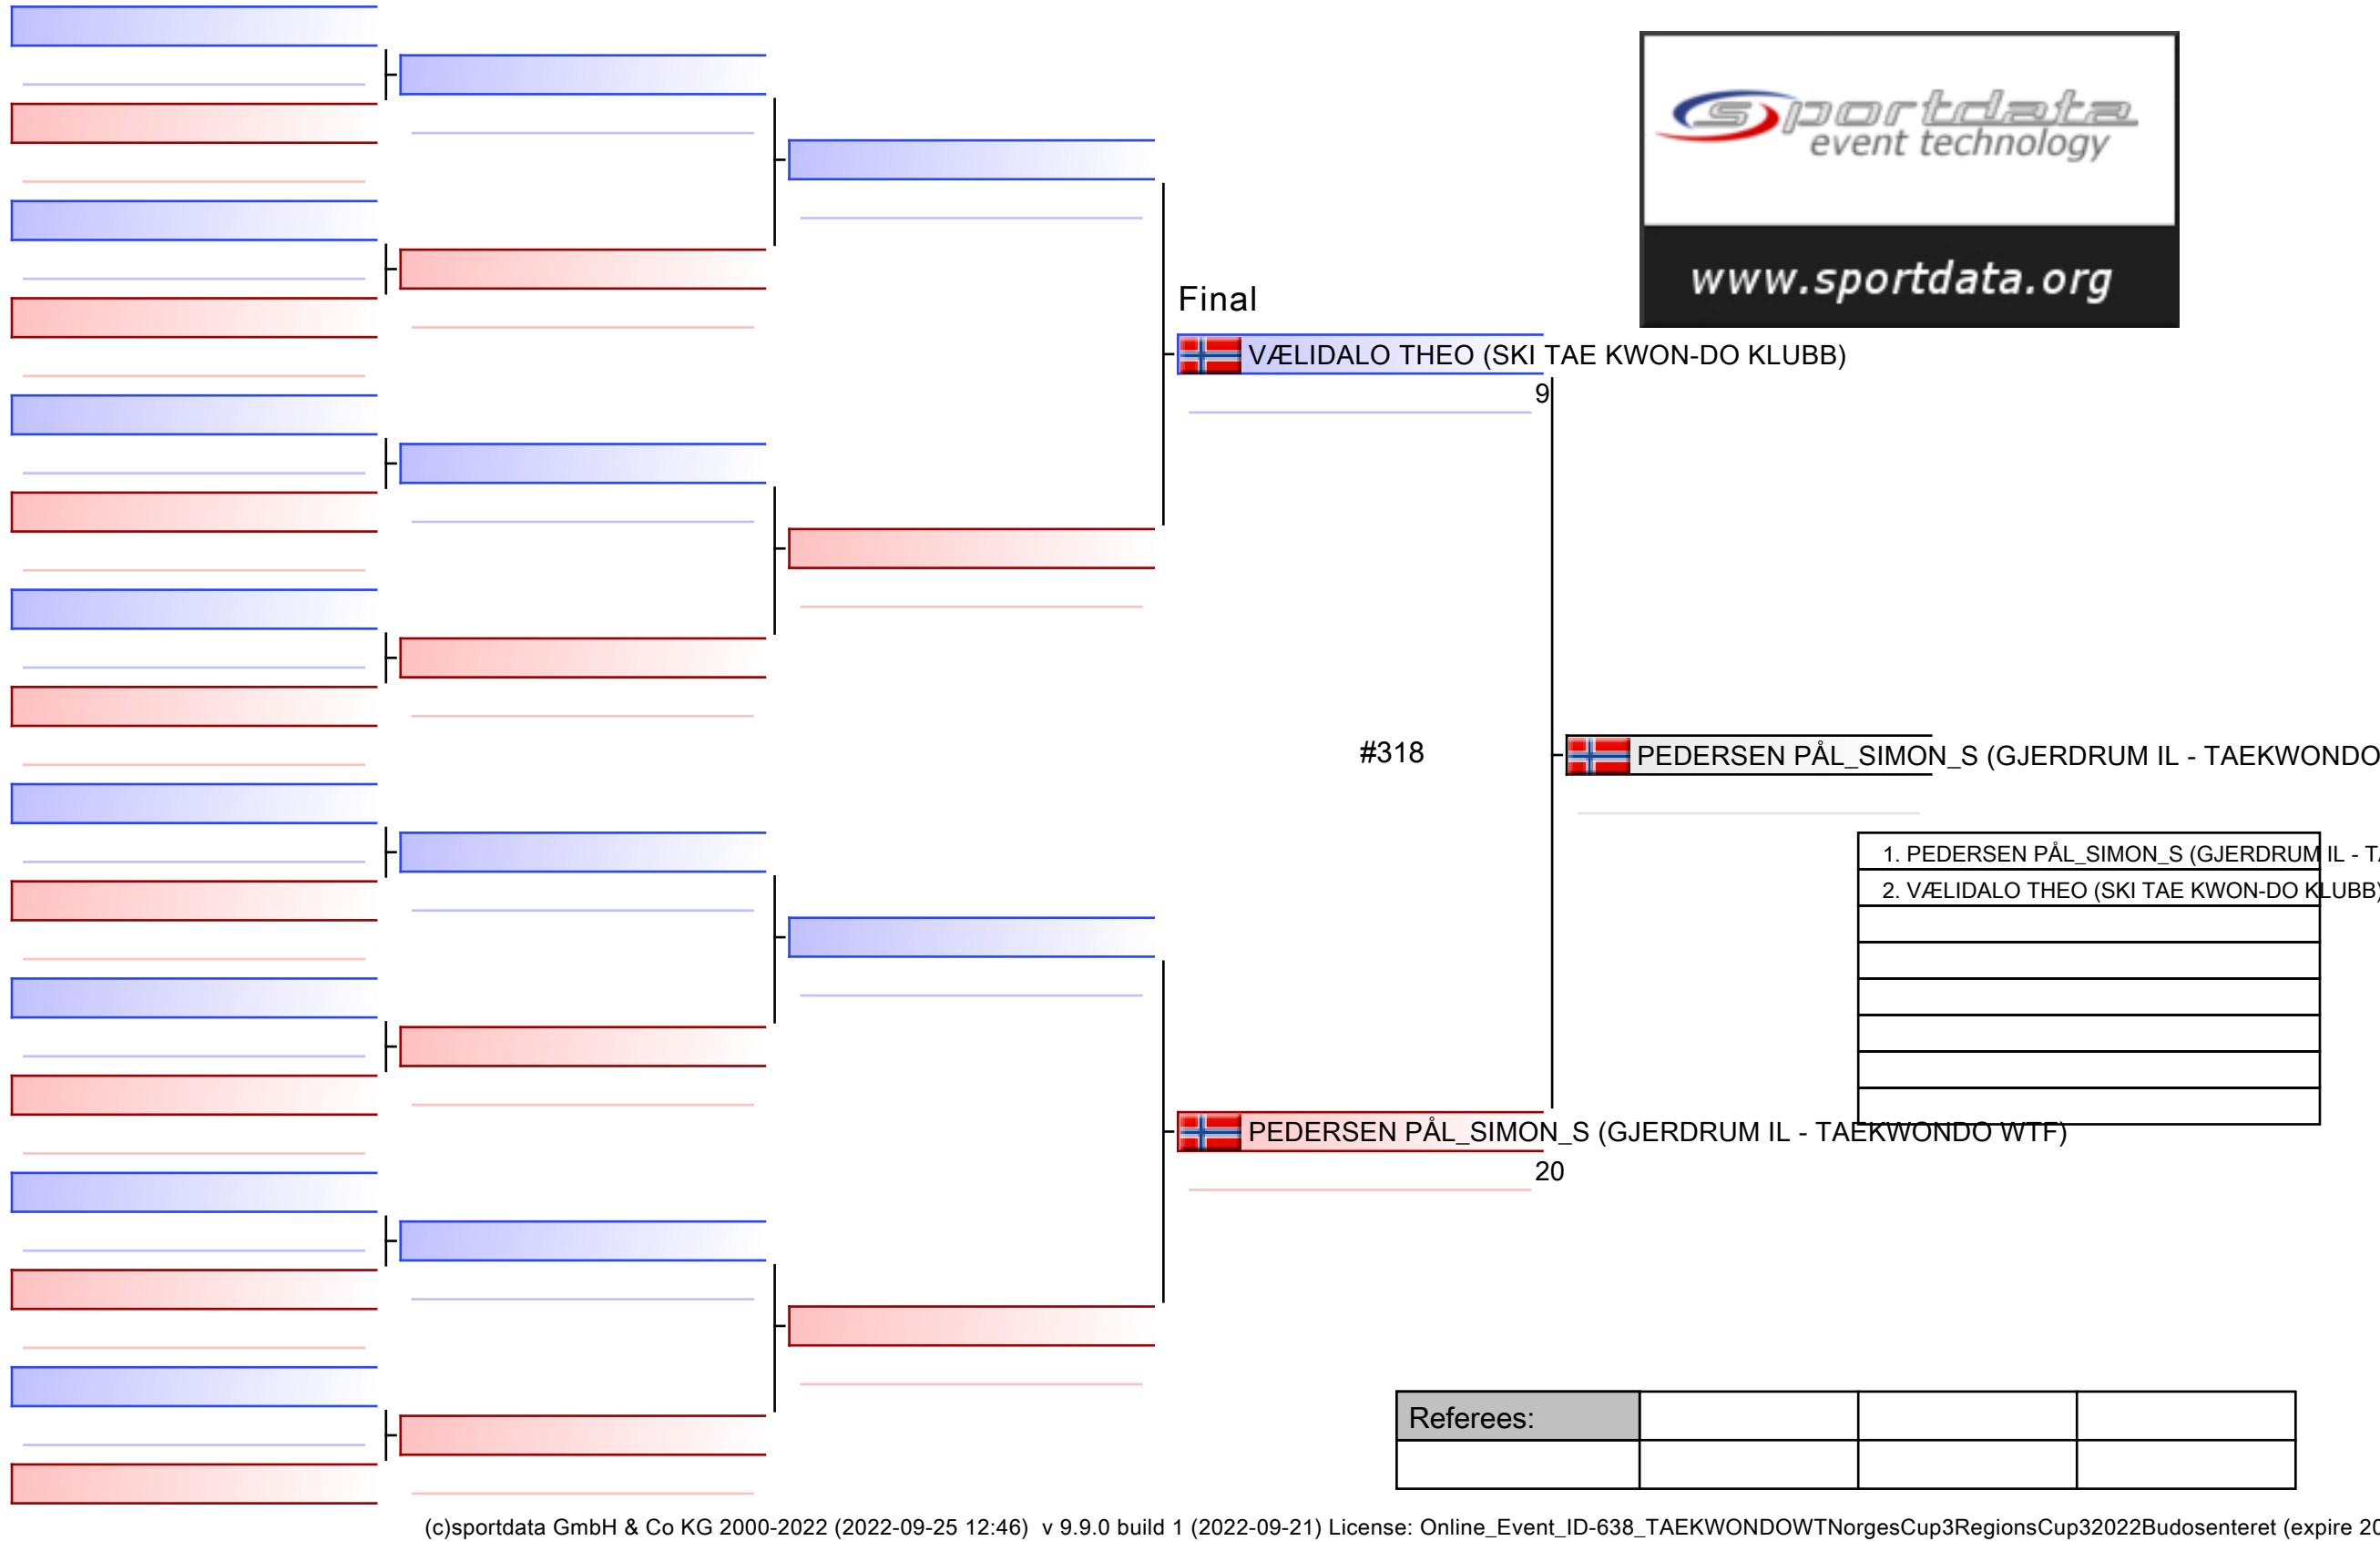 sportdata
event technology
www.sportdata.org
Final
VÆLIDALO THEO (SKI TAE KWON-DO KLUBB)
9
#318
PEDERSEN PÅL_SIMON_S (GJERDRUM IL - TAEKWONDO
1. PEDERSEN PÅL_SIMON_S (GJERDRUM IL - TA
2. VÆLIDALO THEO (SKI TAE KWON-DO KLUBB)
PEDERSEN PÅL_SIMON_S (GJERDRUM IL - TAEKWONDO WTF)
20
Referees:
(c)sportdata GmbH & Co KG 2000-2022 (2022-09-25 12:46)  v 9.9.0 build 1 (2022-09-21) License: Online_Event_ID-638_TAEKWONDOWTNorgesCup3RegionsCup32022Budosenteret (expire 20